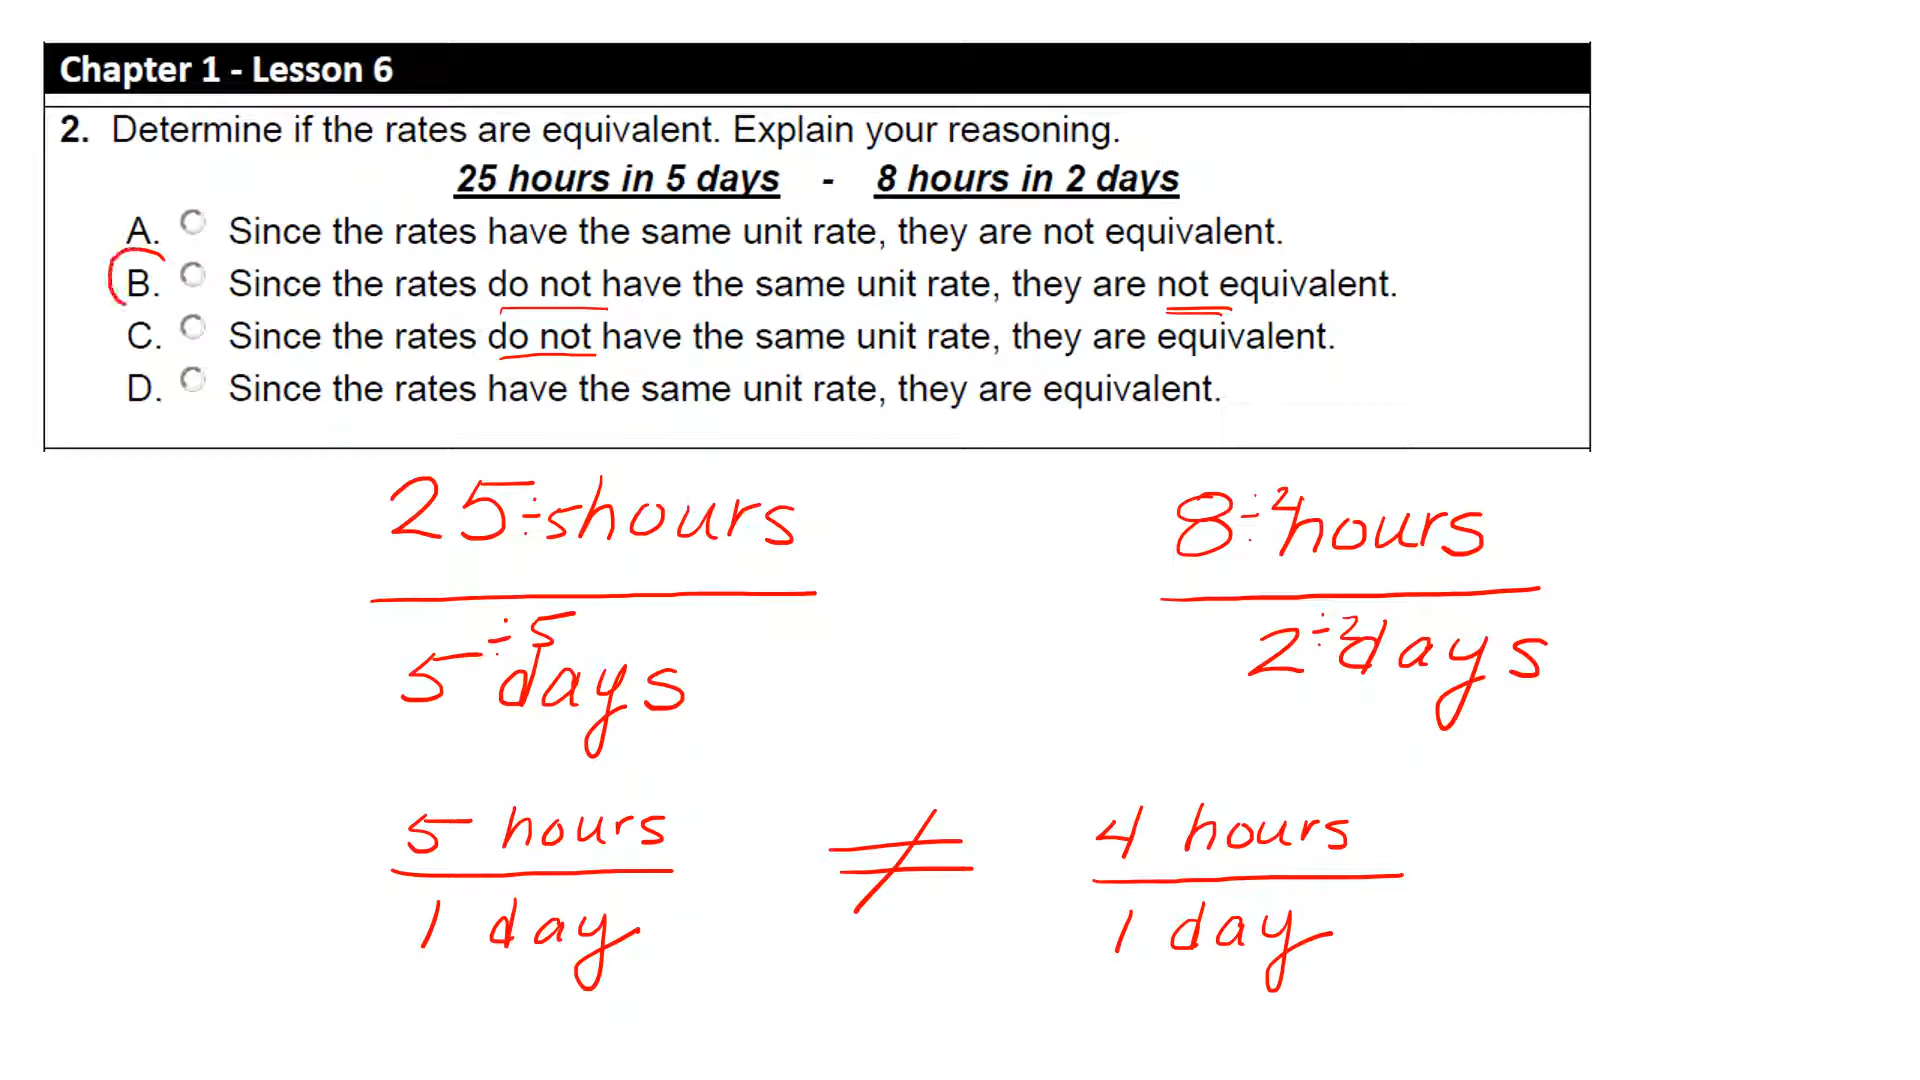 Chapter 1 - Lesson 6
2. Determine if the rates are equivalent. Explain your reasoning.
25 hours in 5 days - 8 hours in 2 days
A. Since the rates have the same unit rate, they are not equivalent.
B. Since the rates do not have the same unit rate, they are not equivalent.
C. Since the rates do not have the same unit rate, they are equivalent.
D. Since the rates have the same unit rate, they are equivalent.
25 ÷5 hours 8 ÷2 hours
5 ÷5 days 2 ÷2 days
5 hours ≠ 4 hours
1 day 1 day